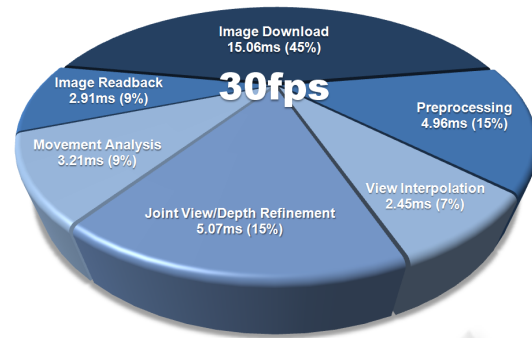 Image Download
15.06ms (45%)
30fps
Image Readback
2.91ms (9%)
Preprocessing
4.96ms (15%)
Movement Analysis
3.21ms (9%)
View Interpolation
2.45ms (7%)
Joint View/Depth Refinement
5.07ms (15%)